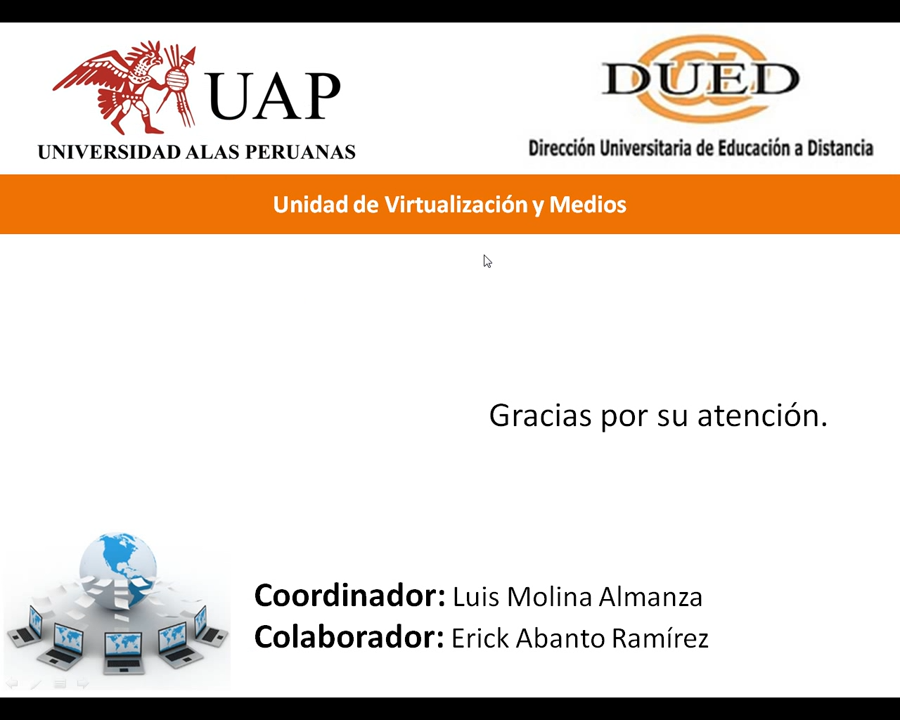 UAP
UNIVERSIDAD ALAS PERUANAS
DUED
Dirección Universitaria de Educación a Distancia
Unidad de Virtualización y Medios
Gracias por su atención.
Coordinador: Luis Molina Almanza
Colaborador: Erick Abanto Ramírez